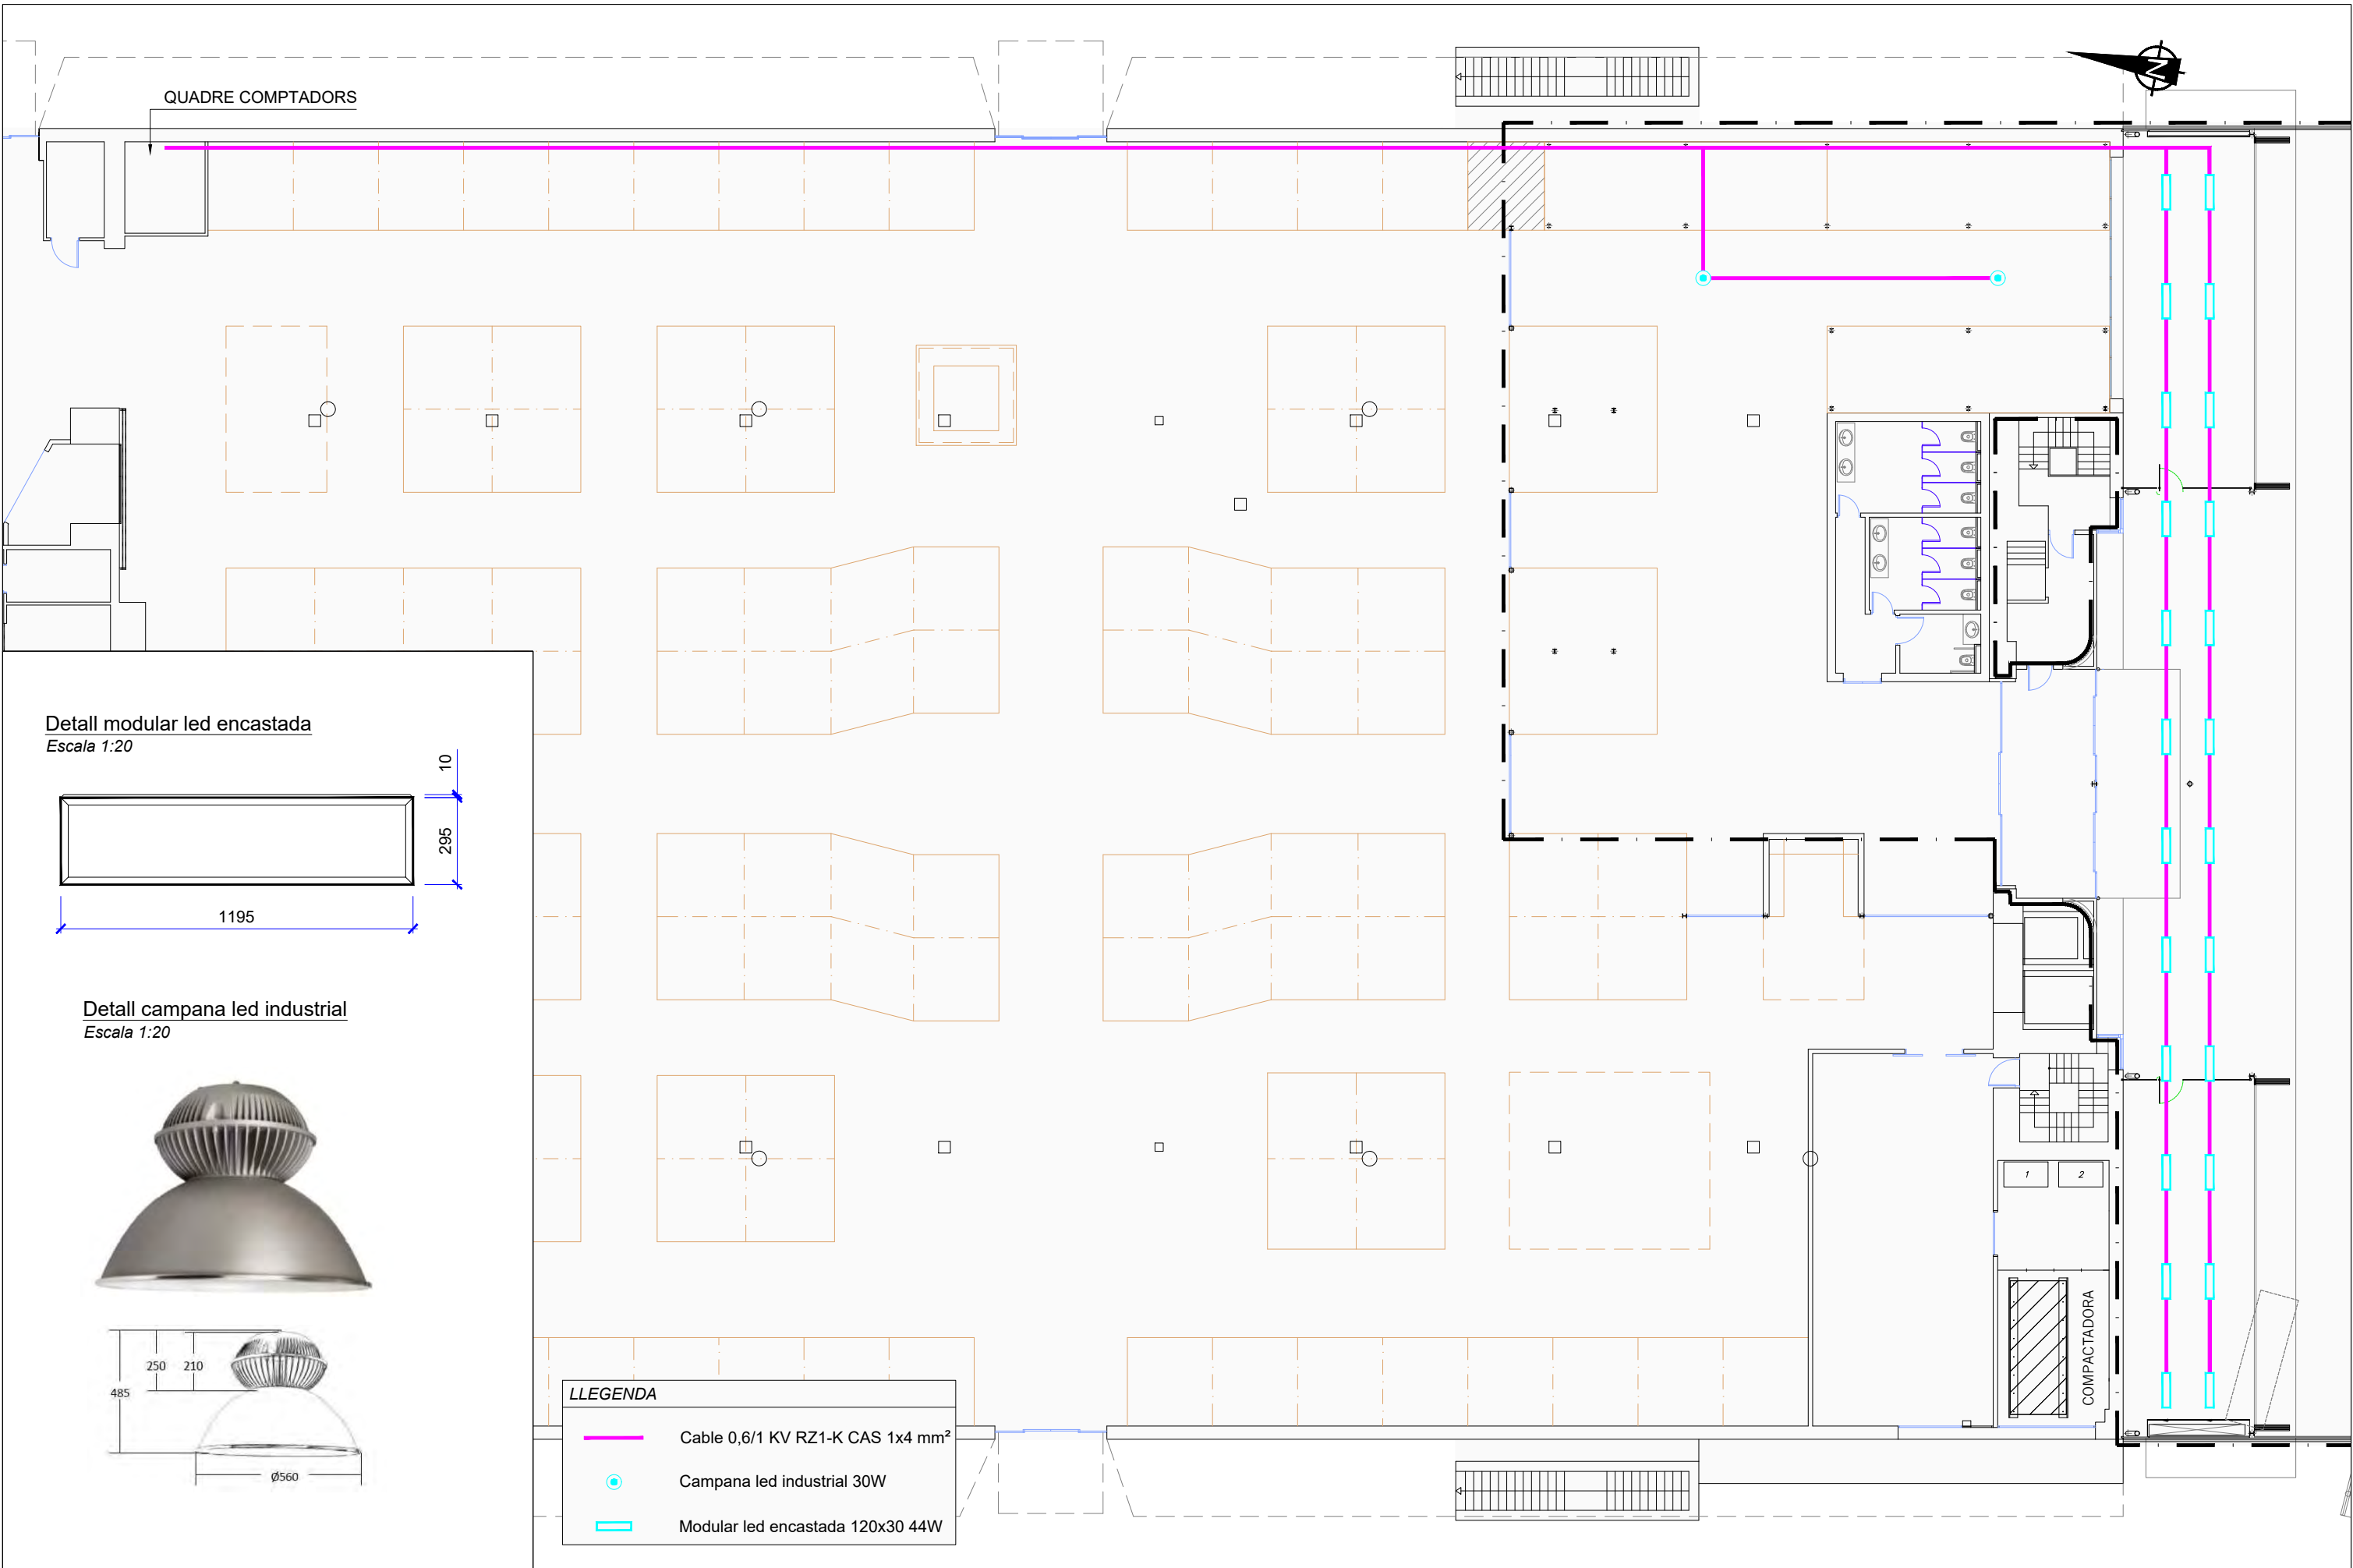 QUADRE COMPTADORS
N
Detall modular led encastada
Escala 1:20
10
295
1195
Detall campana led industrial
Escala 1:20
250
210
485
Ø560
1
2
COMPACTADORA
LLEGENDA
Cable 0,6/1 KV RZ1-K CAS 1x4 mm²
Campana led industrial 30W
Modular led encastada 120x30 44W